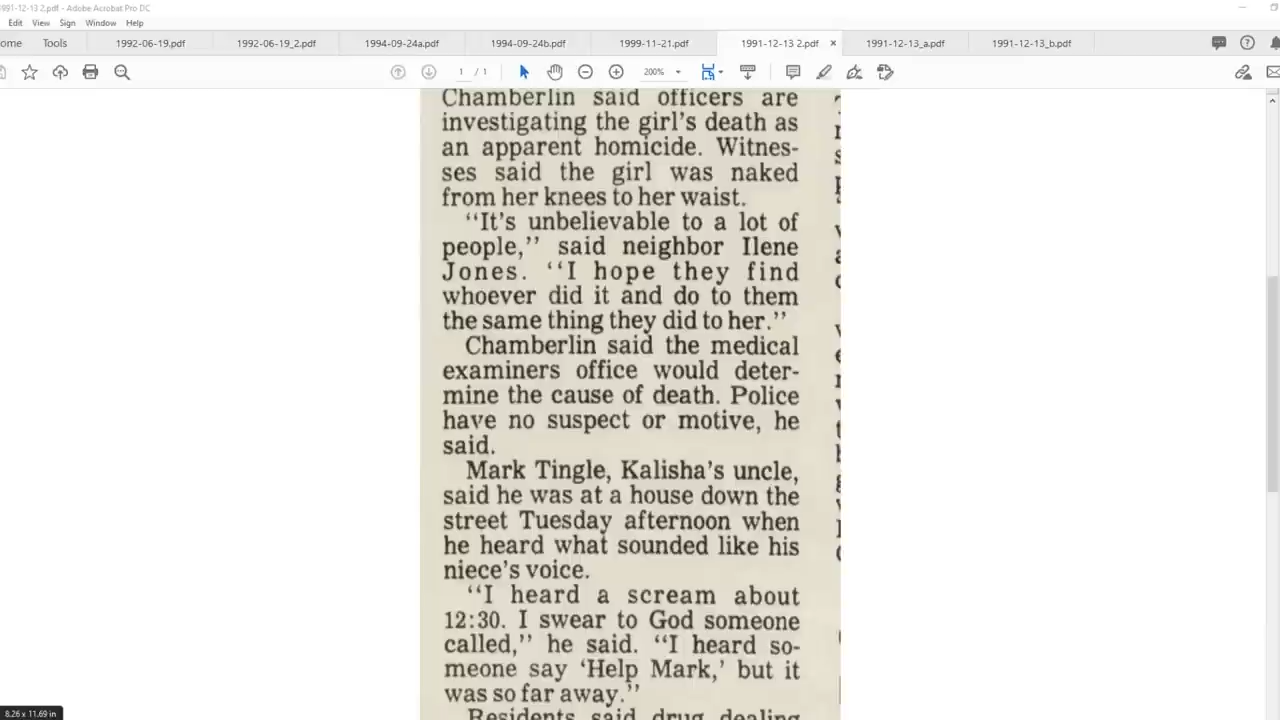 1991-12-13 2.pdf - Adobe Acrobat Pro DC
Edit View Sign Window Help
ome Tools 1992-06-19.pdf 1992-06-19_2.pdf 1994-09-24a.pdf 1994-09-24b.pdf 1999-11-21.pdf 1991-12-13 2.pdf × 1991-12-13_a.pdf 1991-12-13_b.pdf
1 / 1 200%
Chamberlin said officers are
investigating the girl's death as
an apparent homicide. Witnes-
ses said the girl was naked
from her knees to her waist.
"It's unbelievable to a lot of
people," said neighbor Ilene
Jones. "I hope they find
whoever did it and do to them
the same thing they did to her."
Chamberlin said the medical
examiners office would deter-
mine the cause of death. Police
have no suspect or motive, he
said.
Mark Tingle, Kalisha's uncle,
said he was at a house down the
street Tuesday afternoon when
he heard what sounded like his
niece's voice.
"I heard a scream about
12:30. I swear to God someone
called," he said. "I heard so-
meone say 'Help Mark,' but it
was so far away."
Residents said drug dealing
8.26 x 11.69 in